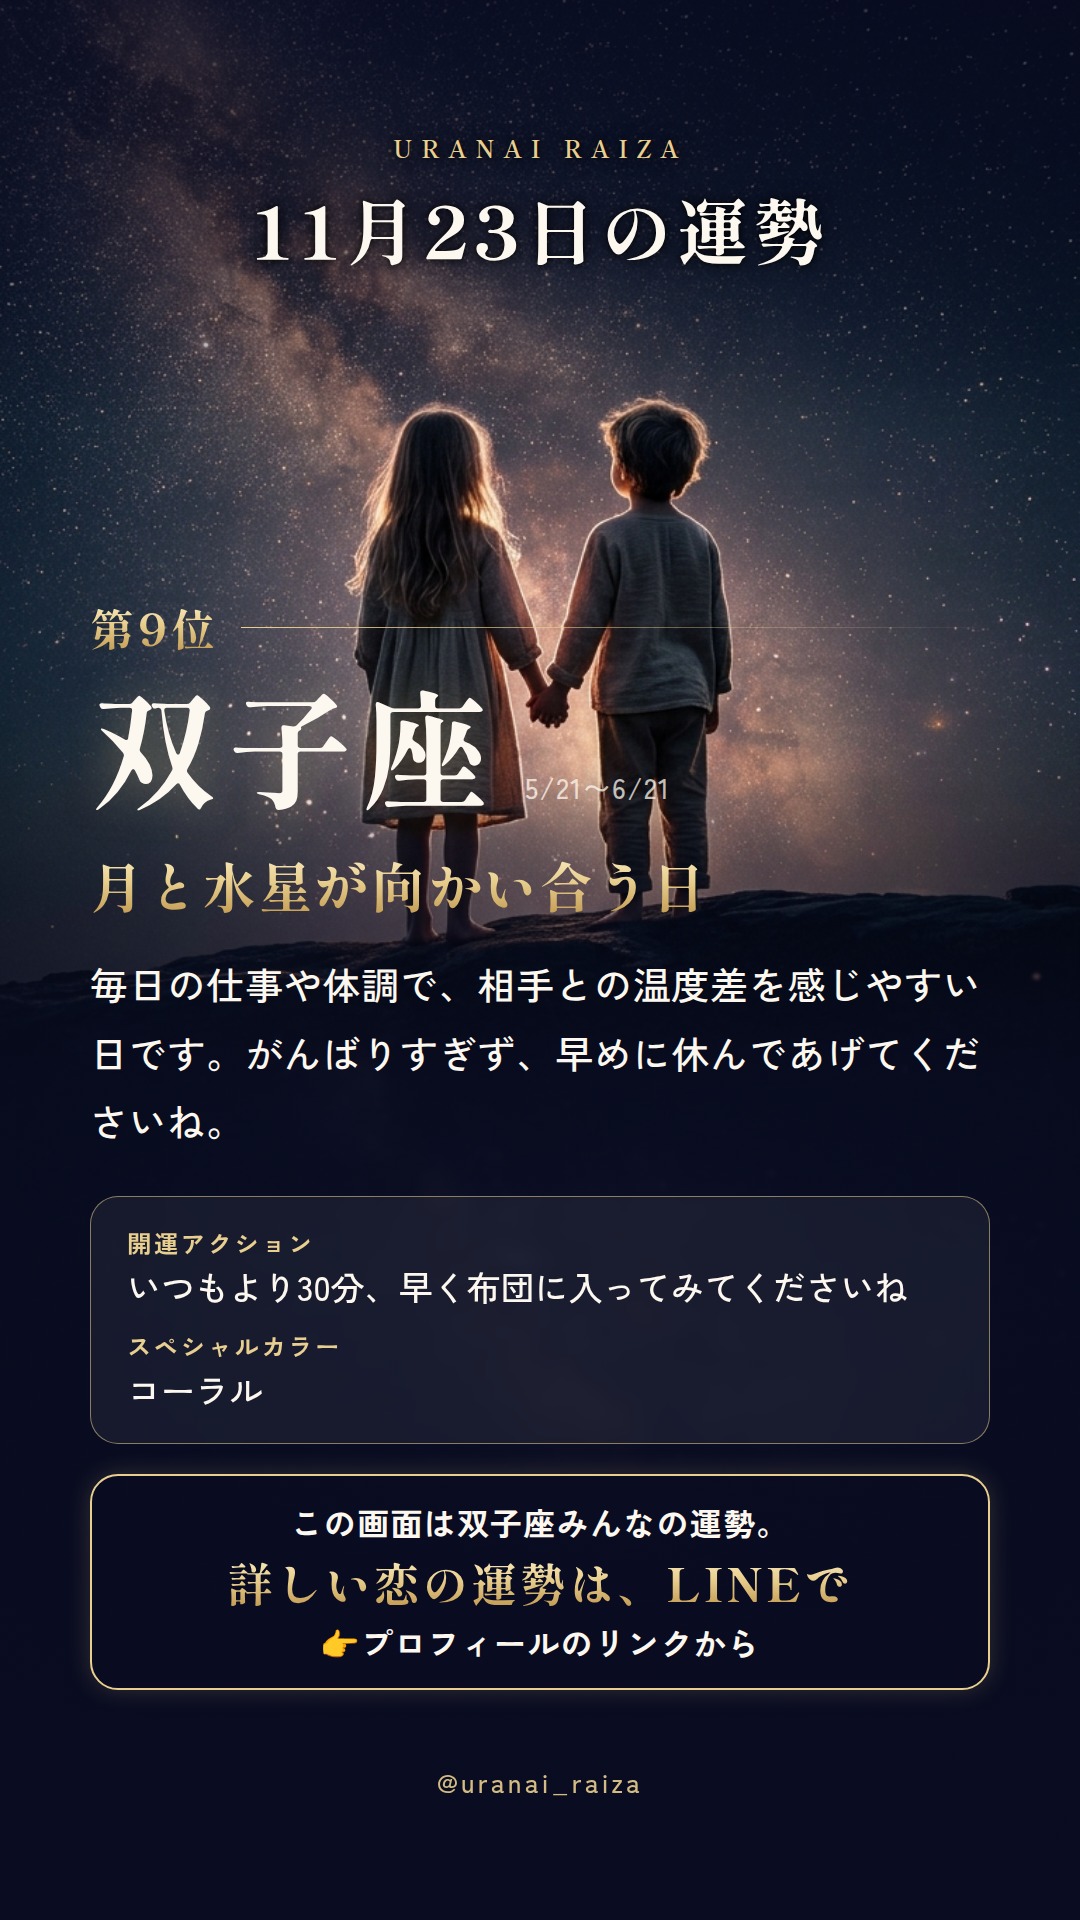 URANAI RAIZA
11月23日の運勢
第9位
双子座 5/21〜6/21
月と水星が向かい合う日
毎日の仕事や体調で、相手との温度差を感じやすい
日です。がんばりすぎず、早めに休んであげてくだ
さいね。
開運アクション
いつもより30分、早く布団に入ってみてくださいね
スペシャルカラー
コーラル
この画面は双子座みんなの運勢。
詳しい恋の運勢は、LINEで
👉プロフィールのリンクから
@uranai_raiza